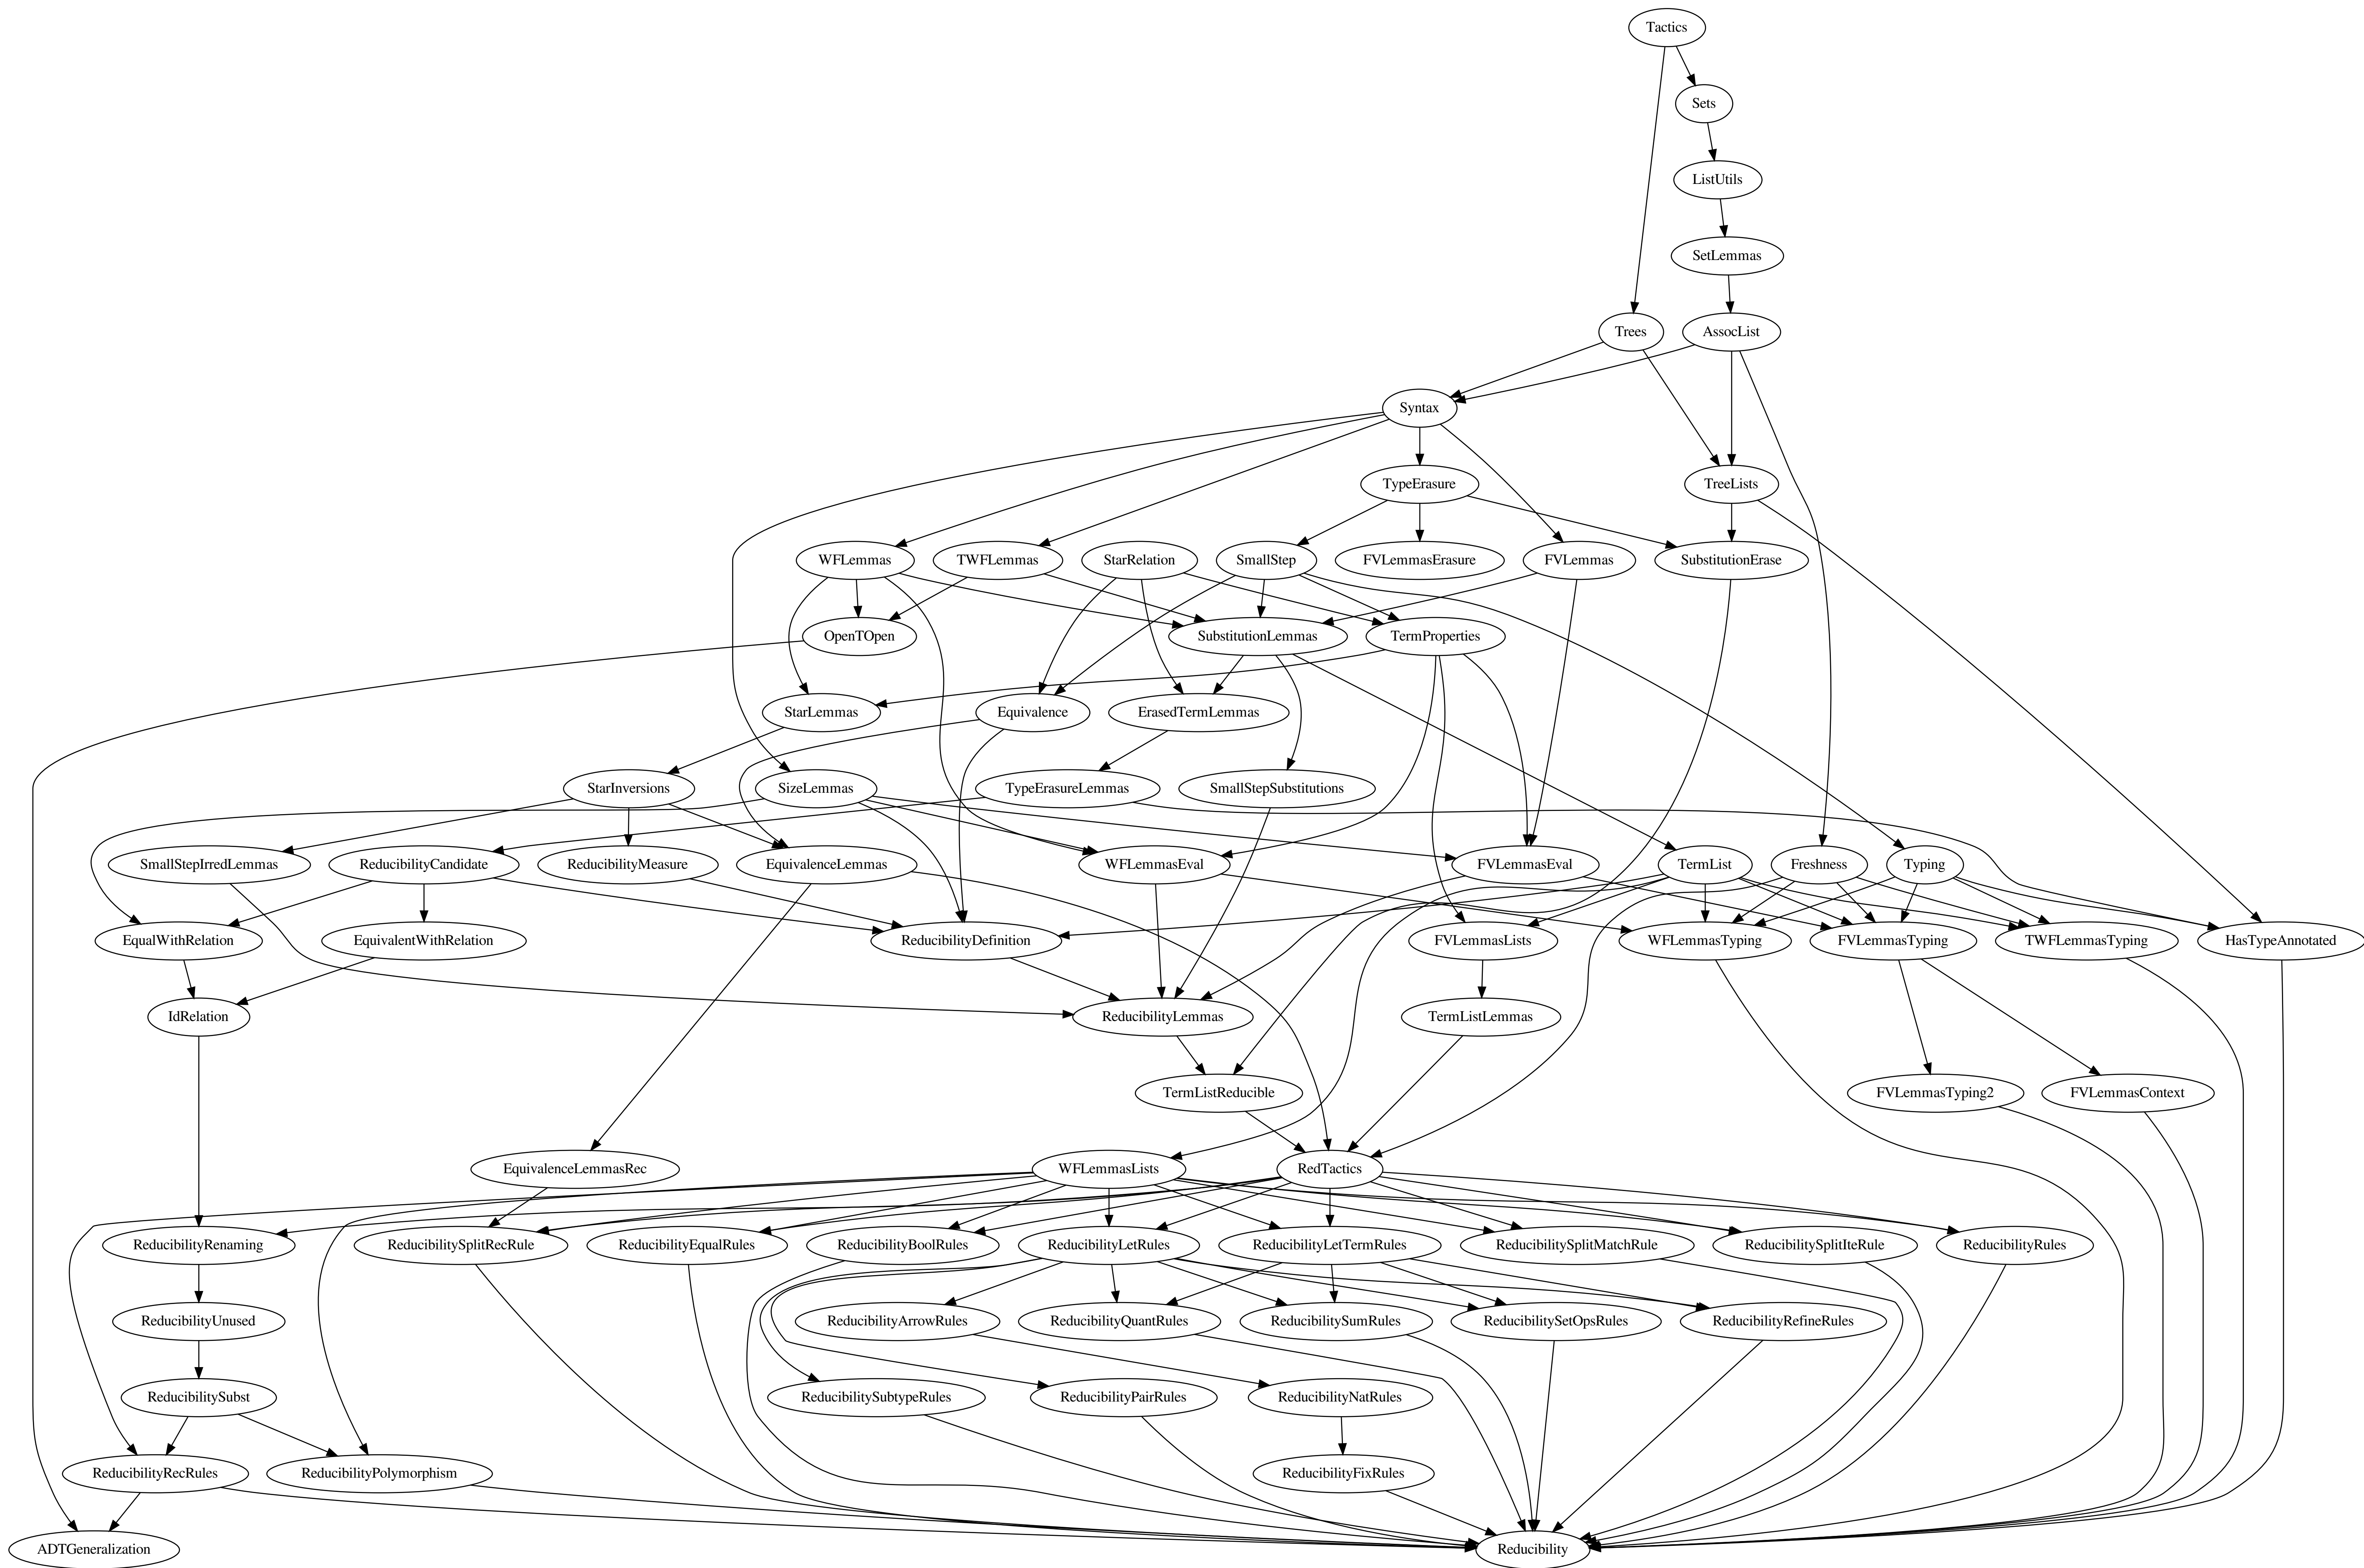 Tactics
Sets
ListUtils
SetLemmas
Trees
AssocList
Syntax
TypeErasure
TreeLists
WFLemmas
TWFLemmas
StarRelation
SmallStep
FVLemmasErasure
FVLemmas
SubstitutionErase
OpenTOpen
SubstitutionLemmas
TermProperties
StarLemmas
Equivalence
ErasedTermLemmas
StarInversions
SizeLemmas
TypeErasureLemmas
SmallStepSubstitutions
SmallStepIrredLemmas
ReducibilityCandidate
ReducibilityMeasure
EquivalenceLemmas
WFLemmasEval
FVLemmasEval
TermList
Freshness
Typing
EqualWithRelation
EquivalentWithRelation
ReducibilityDefinition
FVLemmasLists
WFLemmasTyping
FVLemmasTyping
TWFLemmasTyping
HasTypeAnnotated
IdRelation
ReducibilityLemmas
TermListLemmas
TermListReducible
FVLemmasTyping2
FVLemmasContext
EquivalenceLemmasRec
WFLemmasLists
RedTactics
ReducibilityRenaming
ReducibilitySplitRecRule
ReducibilityEqualRules
ReducibilityBoolRules
ReducibilityLetRules
ReducibilityLetTermRules
ReducibilitySplitMatchRule
ReducibilitySplitIteRule
ReducibilityRules
ReducibilityUnused
ReducibilityArrowRules
ReducibilityQuantRules
ReducibilitySumRules
ReducibilitySetOpsRules
ReducibilityRefineRules
ReducibilitySubst
ReducibilitySubtypeRules
ReducibilityPairRules
ReducibilityNatRules
ReducibilityRecRules
ReducibilityPolymorphism
ReducibilityFixRules
ADTGeneralization
Reducibility